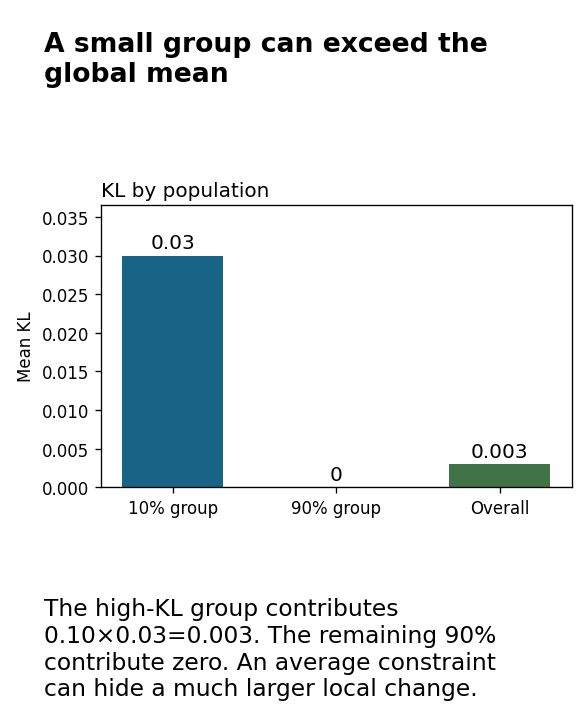 A small group can exceed the
global mean
KL by population
Mean KL
0.035
0.030
0.025
0.020
0.015
0.010
0.005
0.000
0.03
0
0.003
10% group
90% group
Overall
The high-KL group contributes
0.10×0.03=0.003. The remaining 90%
contribute zero. An average constraint
can hide a much larger local change.